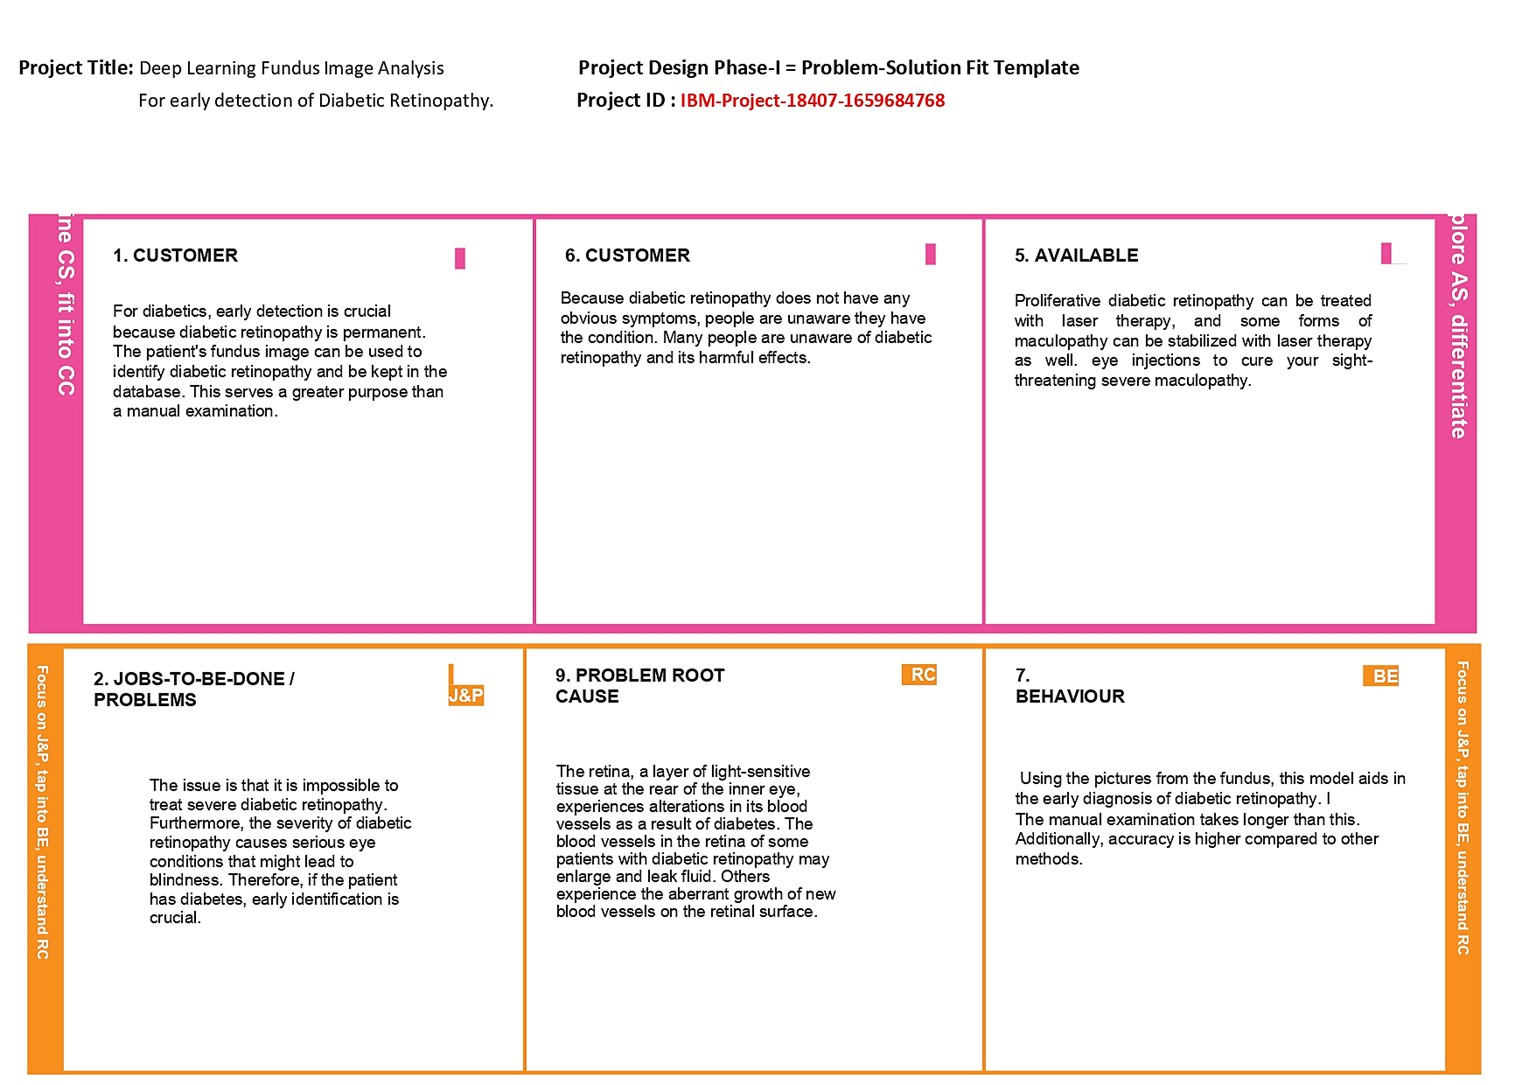 Project Title: Deep Learning Fundus Image Analysis
For early detection of Diabetic Retinopathy.
Project Design Phase-I = Problem-Solution Fit Template
Project ID : IBM-Project-18407-1659684768
CS, fit into CC
1. CUSTOMER
For diabetics, early detection is crucial
because diabetic retinopathy is permanent.
The patient's fundus image can be used to
identify diabetic retinopathy and be kept in the
database. This serves a greater purpose than
a manual examination.
6. CUSTOMER
Because diabetic retinopathy does not have any
obvious symptoms, people are unaware they have
the condition. Many people are unaware of diabetic
retinopathy and its harmful effects.
5. AVAILABLE
Proliferative diabetic retinopathy can be treated
with laser therapy, and some forms of
maculopathy can be stabilized with laser therapy
as well. eye injections to cure your sight-
threatening severe maculopathy.
AS, differentiate
Focus on J&P, tap into BE, understand RC
2. JOBS-TO-BE-DONE /
PROBLEMS
J&P
The issue is that it is impossible to
treat severe diabetic retinopathy.
Furthermore, the severity of diabetic
retinopathy causes serious eye
conditions that might lead to
blindness. Therefore, if the patient
has diabetes, early identification is
crucial.
9. PROBLEM ROOT
CAUSE
RC
The retina, a layer of light-sensitive
tissue at the rear of the inner eye,
experiences alterations in its blood
vessels as a result of diabetes. The
blood vessels in the retina of some
patients with diabetic retinopathy may
enlarge and leak fluid. Others
experience the aberrant growth of new
blood vessels on the retinal surface.
7.
BEHAVIOUR
BE
Using the pictures from the fundus, this model aids in
the early diagnosis of diabetic retinopathy. I
The manual examination takes longer than this.
Additionally, accuracy is higher compared to other
methods.
Focus on J&P, tap into BE, understand RC